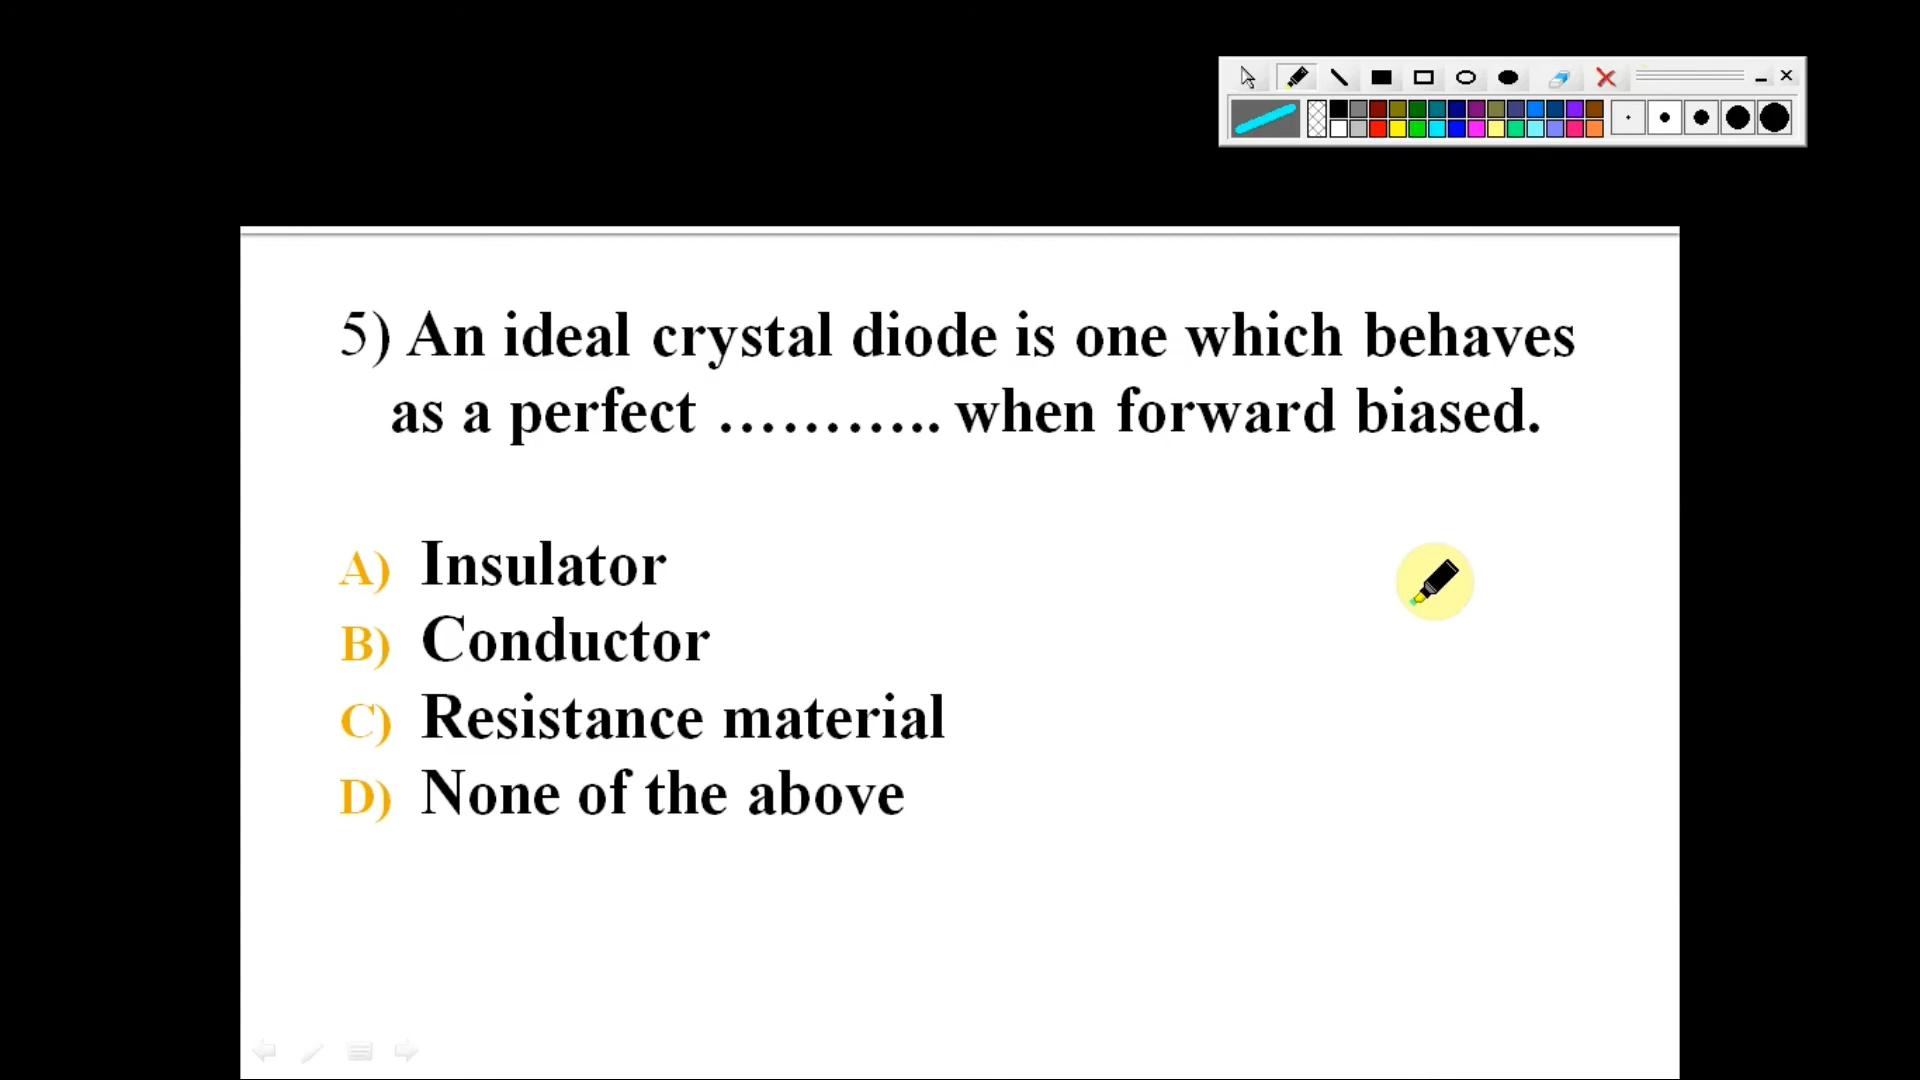 5) An ideal crystal diode is one which behaves
as a perfect ……….. when forward biased.
A) Insulator
B) Conductor
C) Resistance material
D) None of the above